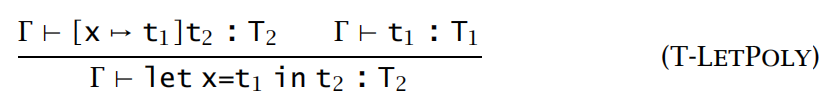 Γ ⊢ [x ↦ t₁]t₂ : T₂ Γ ⊢ t₁ : T₁
Γ ⊢ let x=t₁ in t₂ : T₂
(T-LETPOLY)